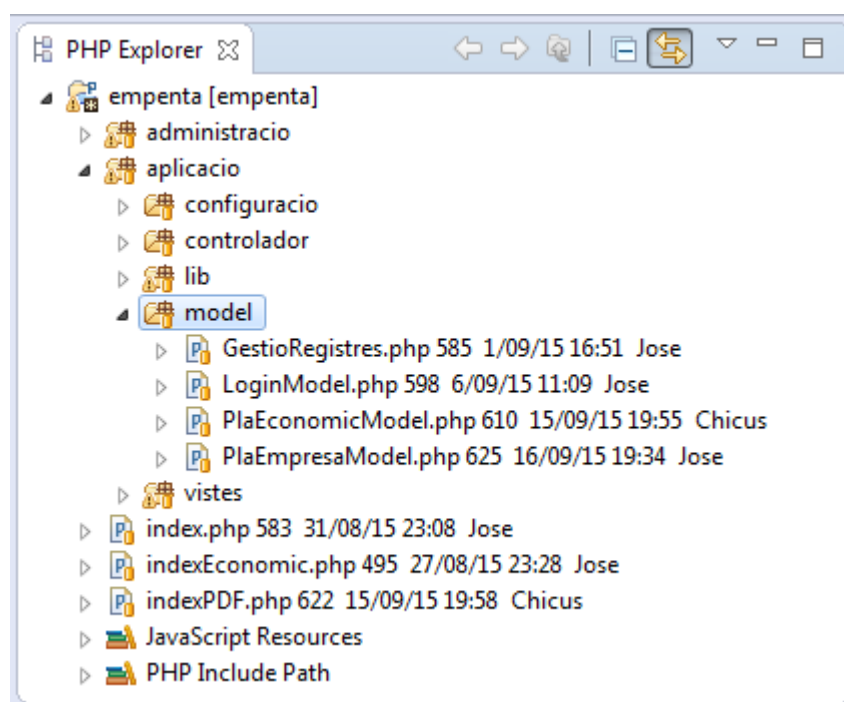 PHP Explorer
empenta [empenta]
administracio
aplicacio
configuracio
controlador
lib
model
GestioRegistres.php 585 1/09/15 16:51 Jose
LoginModel.php 598 6/09/15 11:09 Jose
PlaEconomicModel.php 610 15/09/15 19:55 Chicus
PlaEmpresaModel.php 625 16/09/15 19:34 Jose
vistes
index.php 583 31/08/15 23:08 Jose
indexEconomic.php 495 27/08/15 23:28 Jose
indexPDF.php 622 15/09/15 19:58 Chicus
JavaScript Resources
PHP Include Path